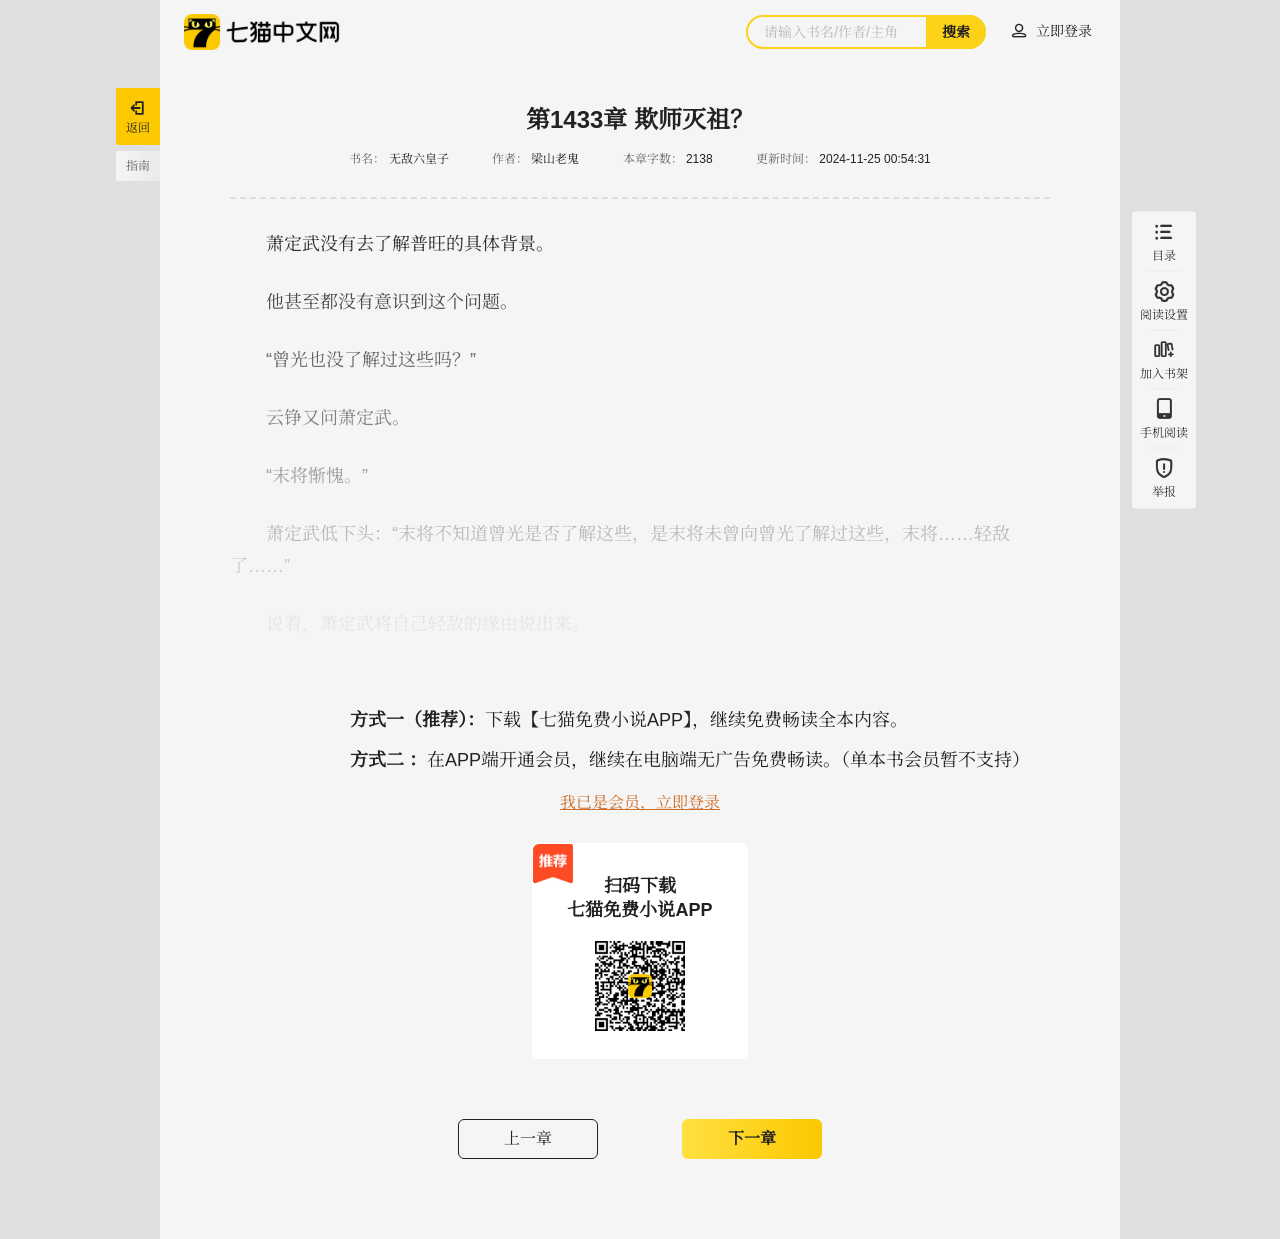 七猫中文网
请输入书名/作者/主角
搜索
立即登录
返回
指南
第1433章 欺师灭祖？
书名： 无敌六皇子 作者： 梁山老鬼 本章字数： 2138 更新时间： 2024-11-25 00:54:31
萧定武没有去了解普旺的具体背景。
他甚至都没有意识到这个问题。
“曾光也没了解过这些吗？”
云铮又问萧定武。
“末将惭愧。”
萧定武低下头：“末将不知道曾光是否了解这些，是末将未曾向曾光了解过这些，末将……轻敌
了……”
说着，萧定武将自己轻敌的缘由说出来。
目录
阅读设置
加入书架
手机阅读
举报
方式一（推荐）：下载【七猫免费小说APP】，继续免费畅读全本内容。
方式二 ：在APP端开通会员，继续在电脑端无广告免费畅读。（单本书会员暂不支持）
我已是会员，立即登录
推荐
扫码下载
七猫免费小说APP
上一章
下一章